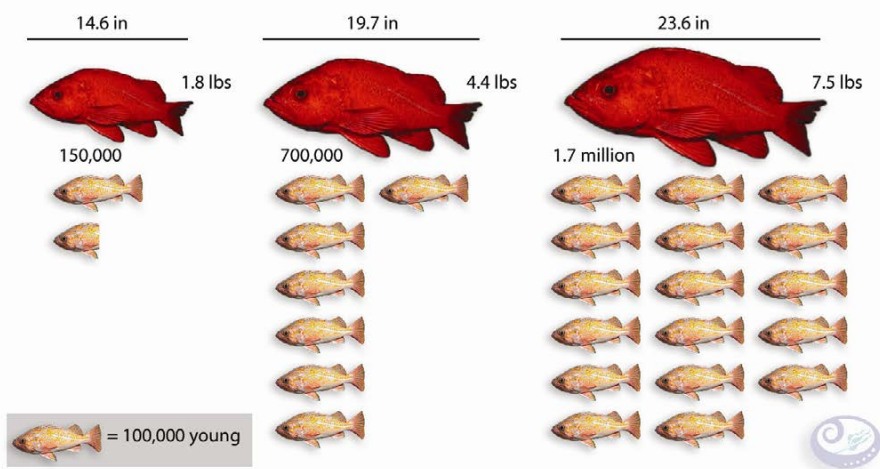 14.6 in
19.7 in
23.6 in
1.8 lbs
4.4 lbs
7.5 lbs
150,000
700,000
1.7 million
= 100,000 young